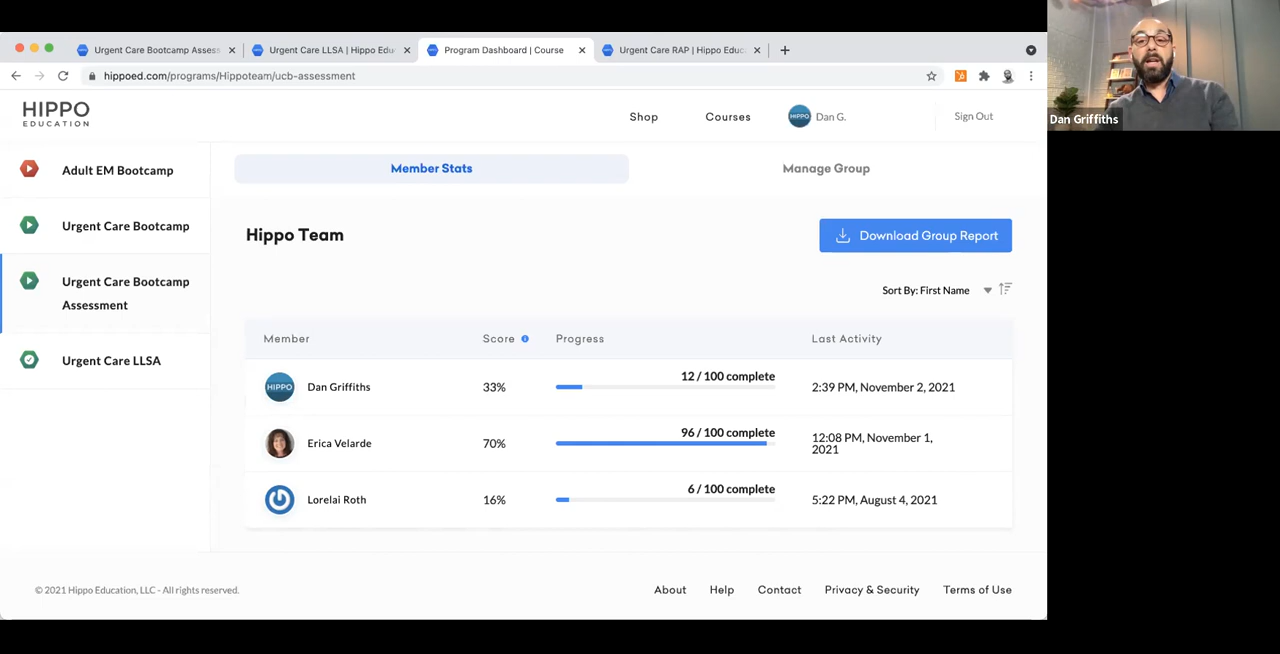 Urgent Care Bootcamp Assess
Urgent Care LLSA | Hippo Edu
Program Dashboard | Course
Urgent Care RAP | Hippo Educ
hippoed.com/programs/Hippoteam/ucb-assessment
HIPPO
EDUCATION
Shop
Courses
HIPPO
Dan G.
Sign Out
Dan Griffiths
Adult EM Bootcamp
Urgent Care Bootcamp
Urgent Care Bootcamp
Assessment
Urgent Care LLSA
Member Stats
Manage Group
Hippo Team
Download Group Report
Sort By: First Name
Member
Score
Progress
Last Activity
HIPPO
Dan Griffiths
33%
12 / 100 complete
2:39 PM, November 2, 2021
Erica Velarde
70%
96 / 100 complete
12:08 PM, November 1,
2021
Lorelai Roth
16%
6 / 100 complete
5:22 PM, August 4, 2021
© 2021 Hippo Education, LLC - All rights reserved.
About
Help
Contact
Privacy & Security
Terms of Use